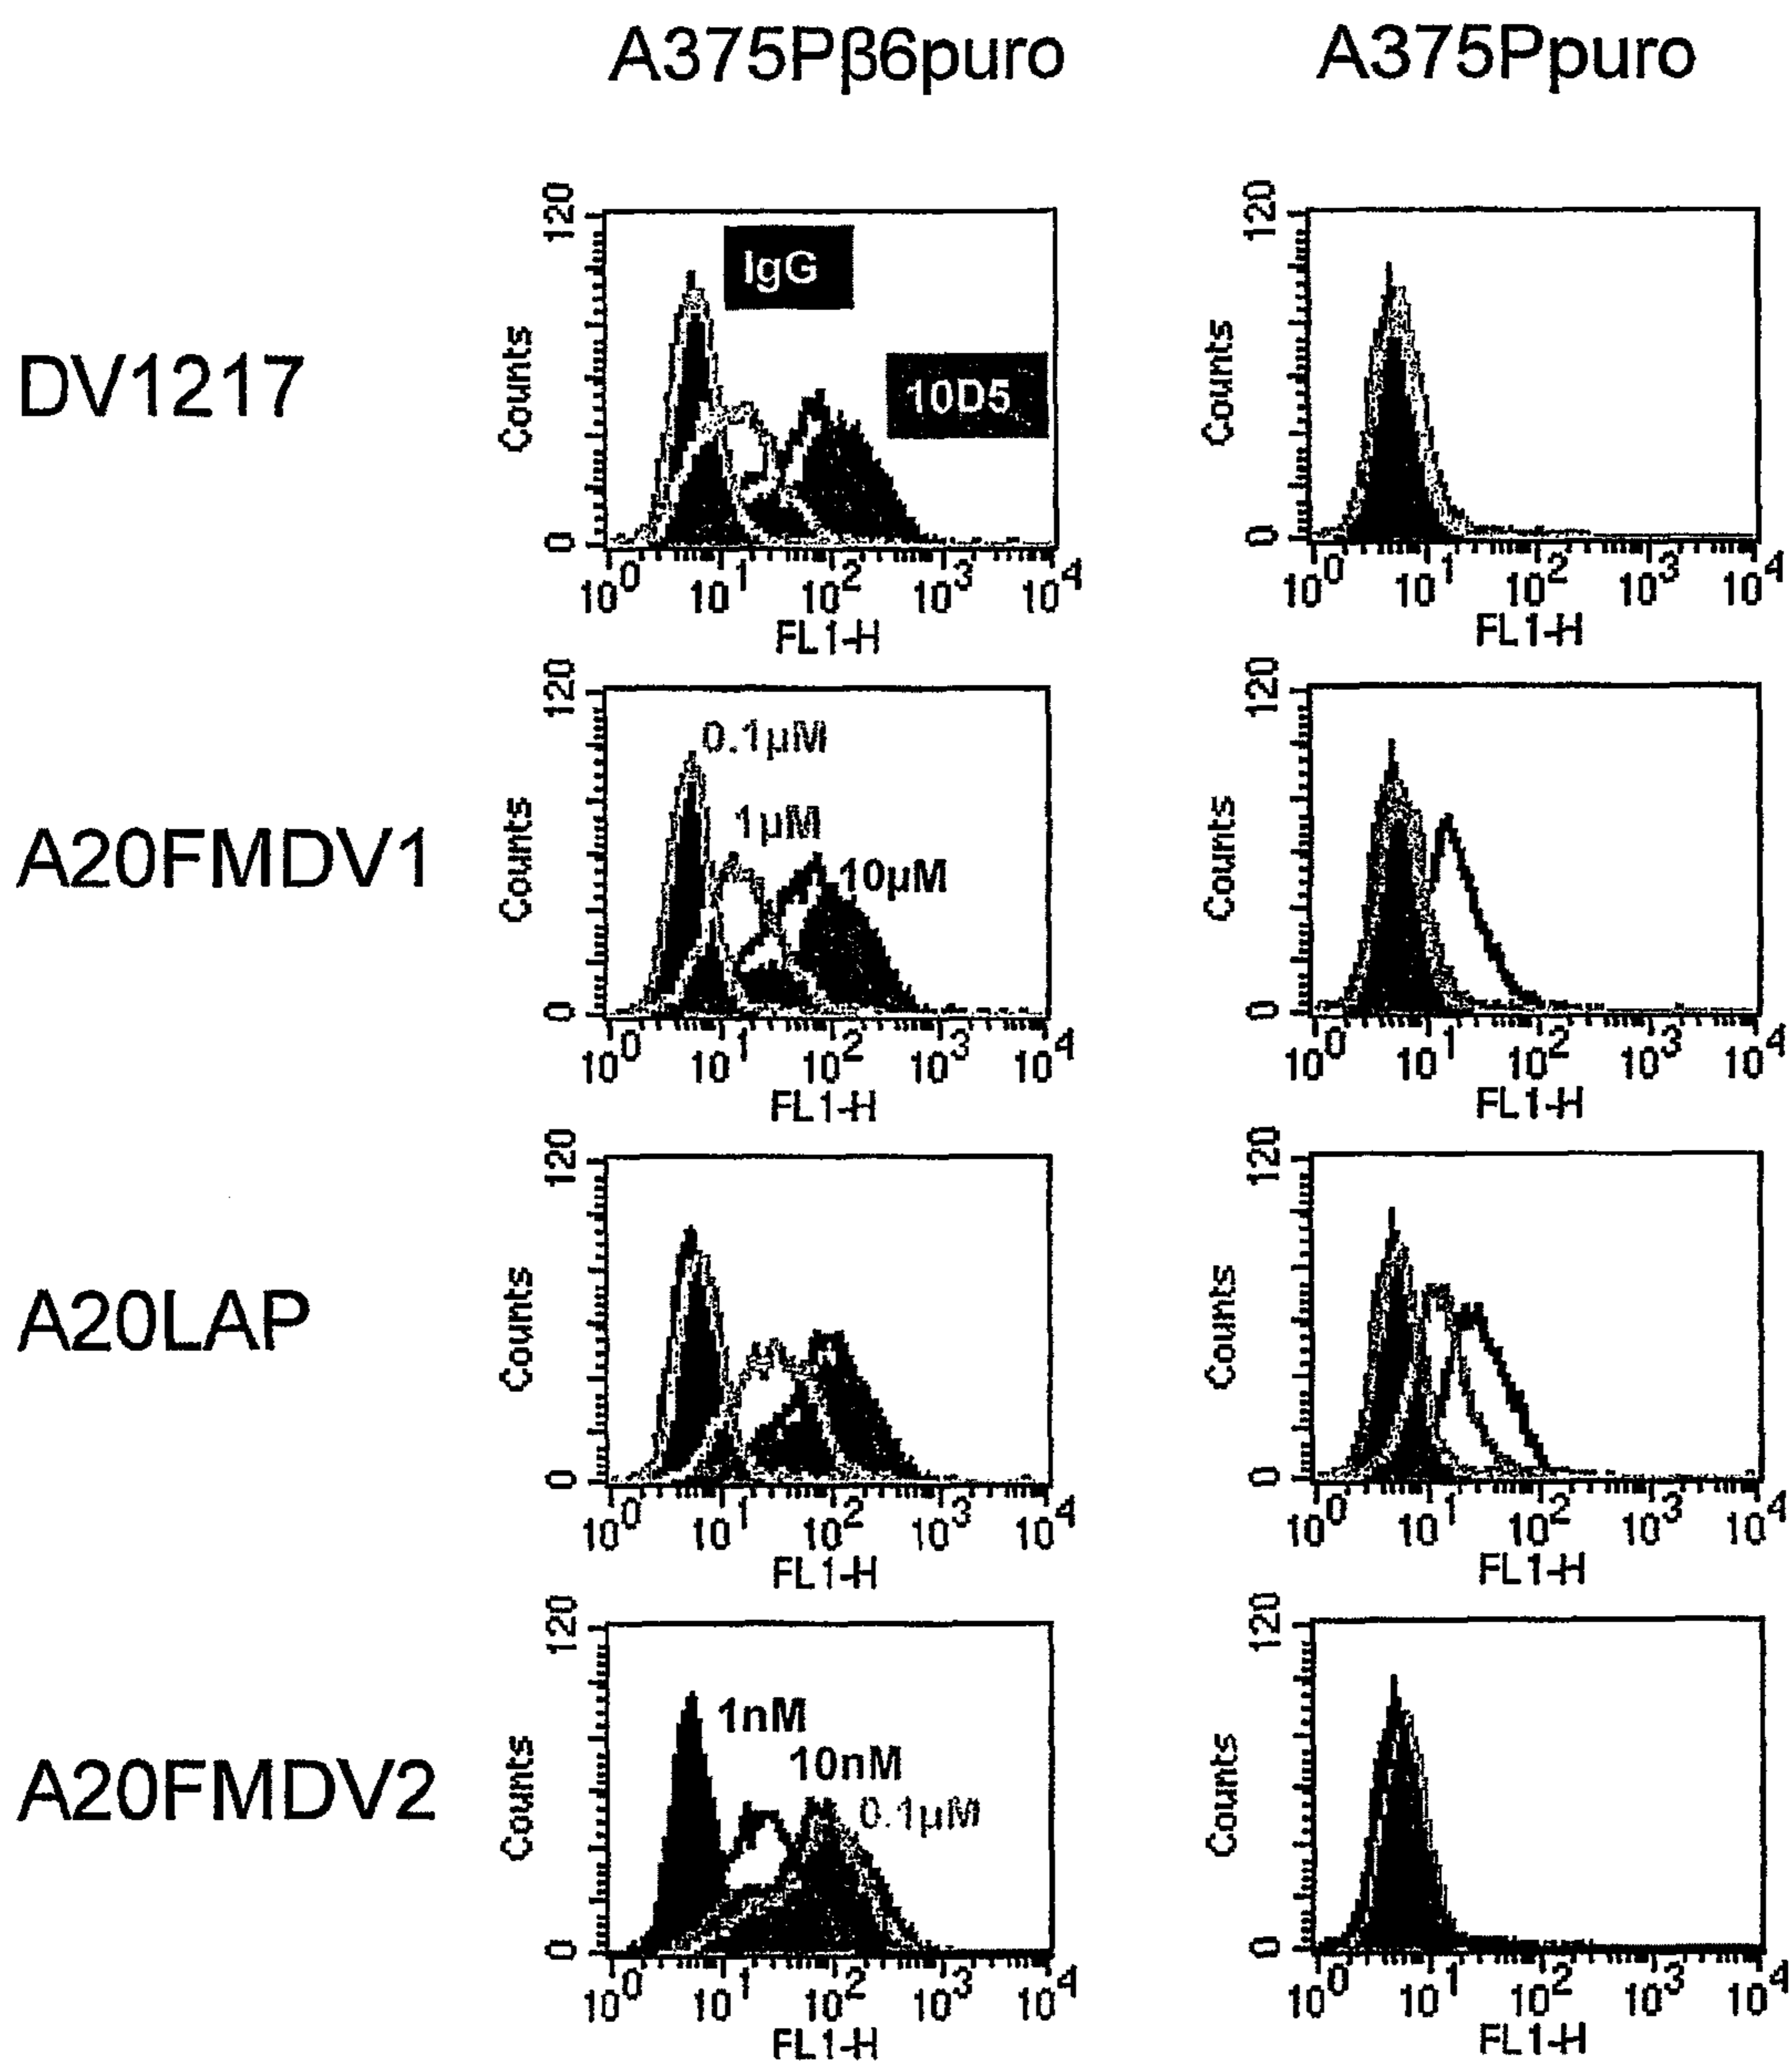 A375Pβ6puro A375Ppuro
DV1217
120 120
IgG
10D5
Counts Counts
0 0
10^0 10^1 10^2 10^3 10^4 10^0 10^1 10^2 10^3 10^4
FL1-H FL1-H
A20FMDV1
120 120
0.1µM
1µM
10µM
Counts Counts
0 0
10^0 10^1 10^2 10^3 10^4 10^0 10^1 10^2 10^3 10^4
FL1-H FL1-H
A20LAP
120 120
Counts Counts
0 0
10^0 10^1 10^2 10^3 10^4 10^0 10^1 10^2 10^3 10^4
FL1-H FL1-H
A20FMDV2
120 120
1nM
10nM
0.1µM
Counts Counts
0 0
10^0 10^1 10^2 10^3 10^4 10^0 10^1 10^2 10^3 10^4
FL1-H FL1-H